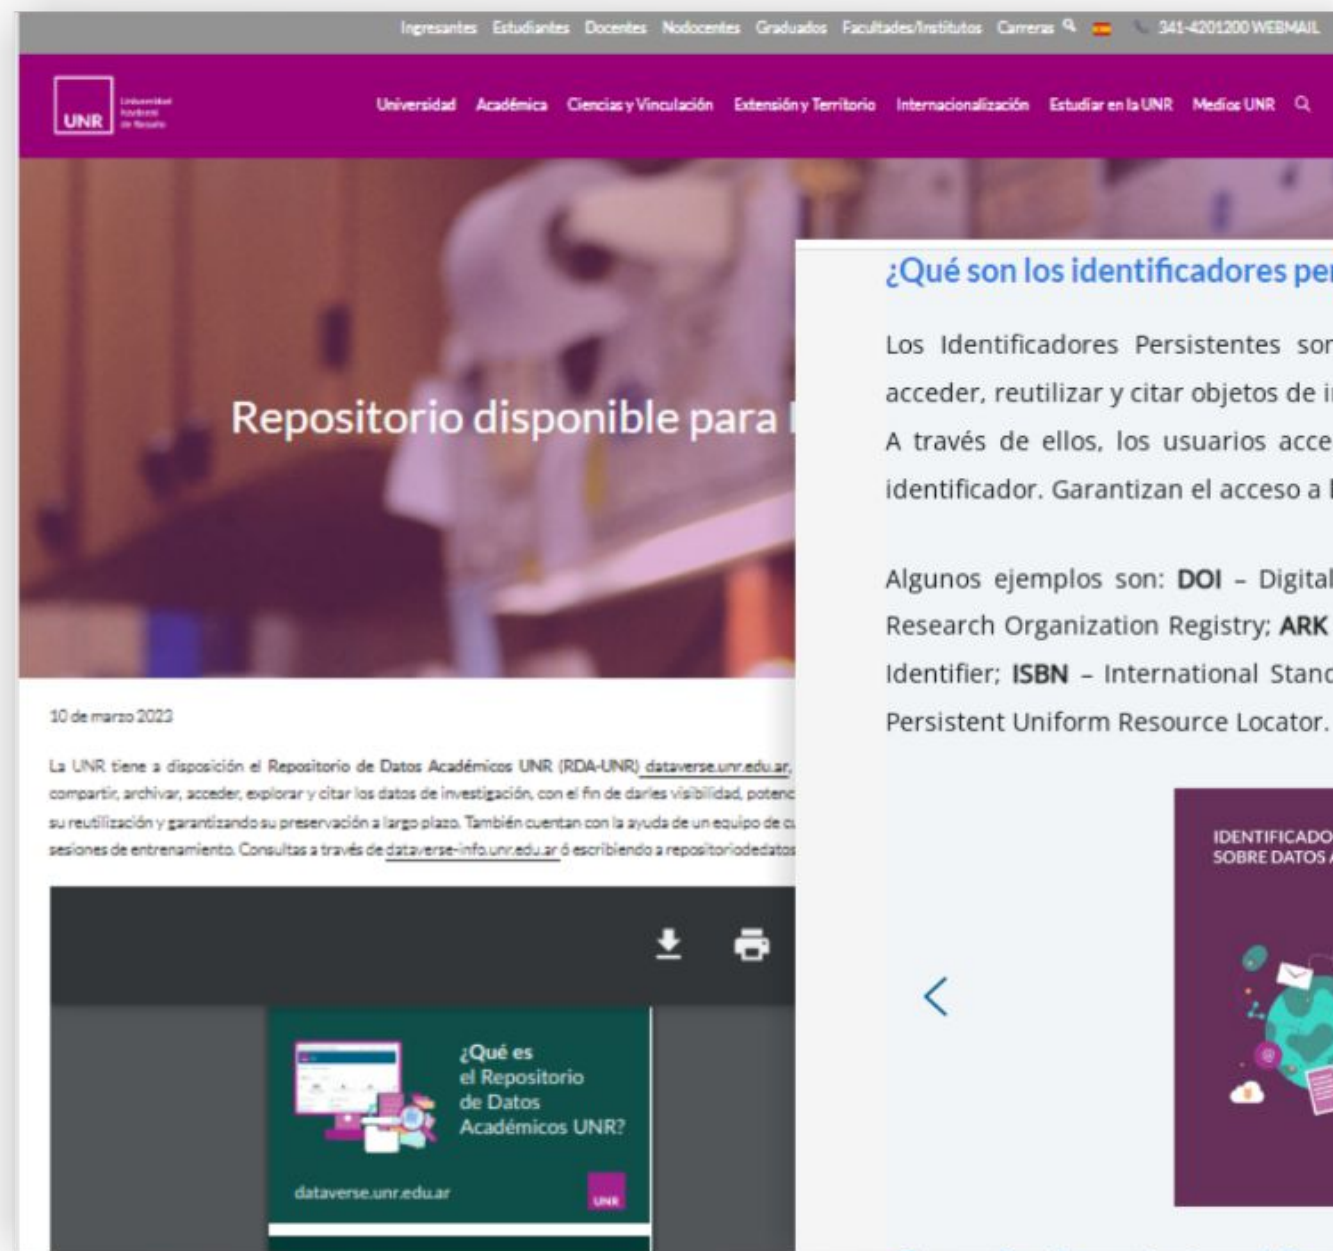 Ingresantes Estudiantes Docentes Nodocentes Graduados Facultades/Institutos Carreras 341-4201200 WEBMAIL
UNR
Universidad
Nacional
de Rosario
Universidad Académica Ciencias y Vinculación Extensión y Territorio Internacionalización Estudiar en la UNR Medios UNR
Repositorio disponible para
10 de marzo 2023
La UNR tiene a disposición el Repositorio de Datos Académicos UNR (RDA-UNR) dataverse.unr.edu.ar,
compartir, archivar, acceder, explorar y citar los datos de investigación, con el fin de darles visibilidad, potenc
su reutilización y garantizando su preservación a largo plazo. También cuentan con la ayuda de un equipo de cu
sesiones de entrenamiento. Consultas a través de dataverse-info.unr.edu.ar ó escribiendo a repositoriodedatos
¿Qué es
el Repositorio
de Datos
Académicos UNR?
dataverse.unr.edu.ar
UNR
¿Qué son los identificadores per
Los Identificadores Persistentes son
acceder, reutilizar y citar objetos de in
A través de ellos, los usuarios acce
identificador. Garantizan el acceso a l
Algunos ejemplos son: DOI – Digital
Research Organization Registry; ARK
Identifier; ISBN – International Stand
Persistent Uniform Resource Locator.
IDENTIFICADO
SOBRE DATOS A